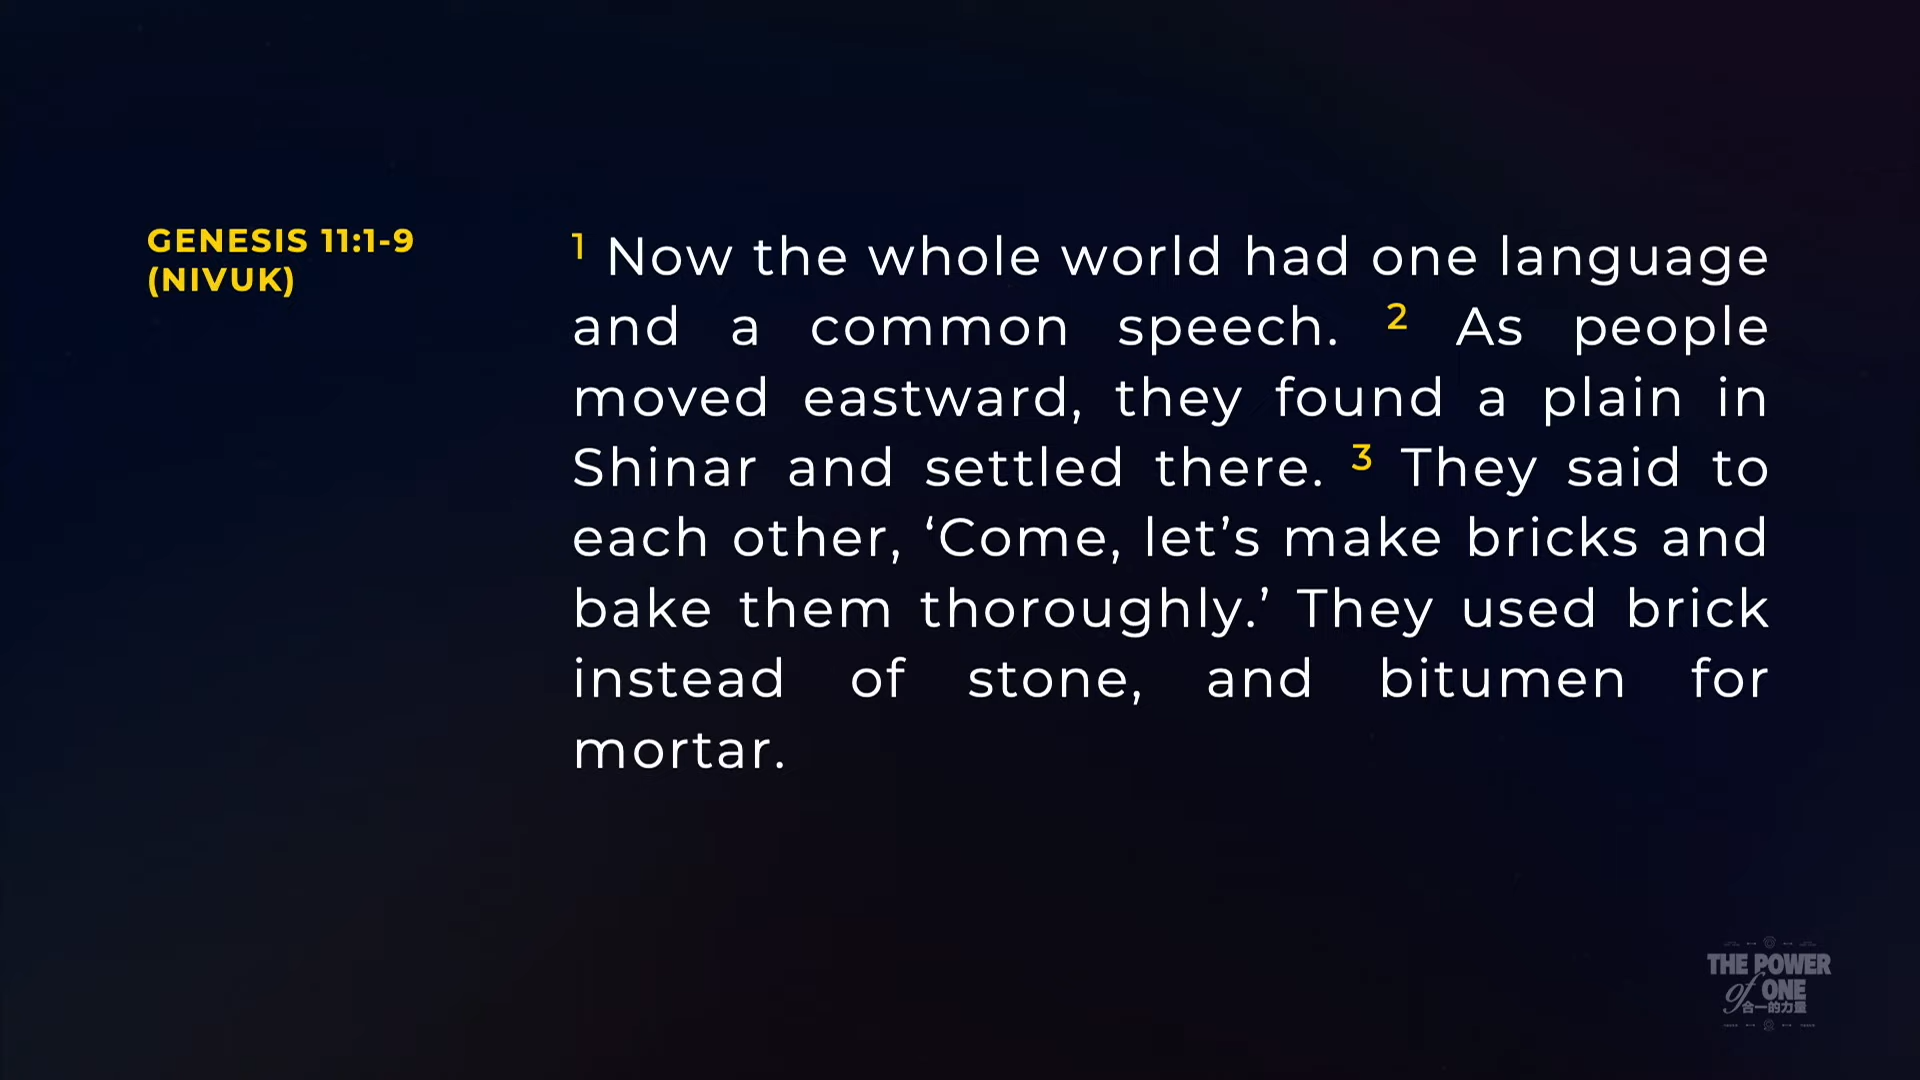 GENESIS 11:1-9
(NIVUK)
1 Now the whole world had one language
and a common speech. 2 As people
moved eastward, they found a plain in
Shinar and settled there. 3 They said to
each other, ‘Come, let’s make bricks and
bake them thoroughly.’ They used brick
instead of stone, and bitumen for
mortar.
THE POWER
of ONE
合一的力量